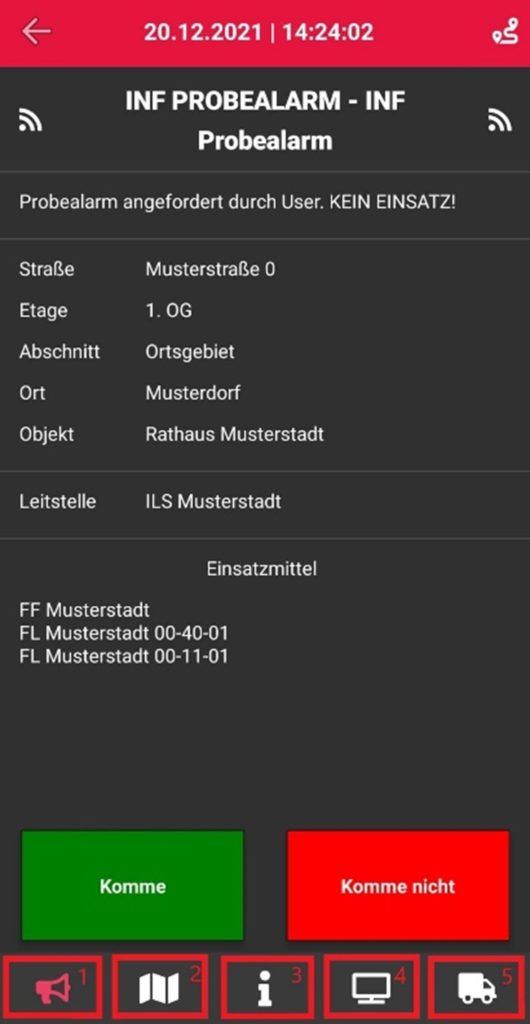 20.12.2021 | 14:24:02
INF PROBEALARM - INF
Probealarm
Probealarm angefordert durch User. KEIN EINSATZ!
Straße Musterstraße 0
Etage 1. OG
Abschnitt Ortsgebiet
Ort Musterdorf
Objekt Rathaus Musterstadt
Leitstelle ILS Musterstadt
Einsatzmittel
FF Musterstadt
FL Musterstadt 00-40-01
FL Musterstadt 00-11-01
Komme Komme nicht
1 2 3 4 5